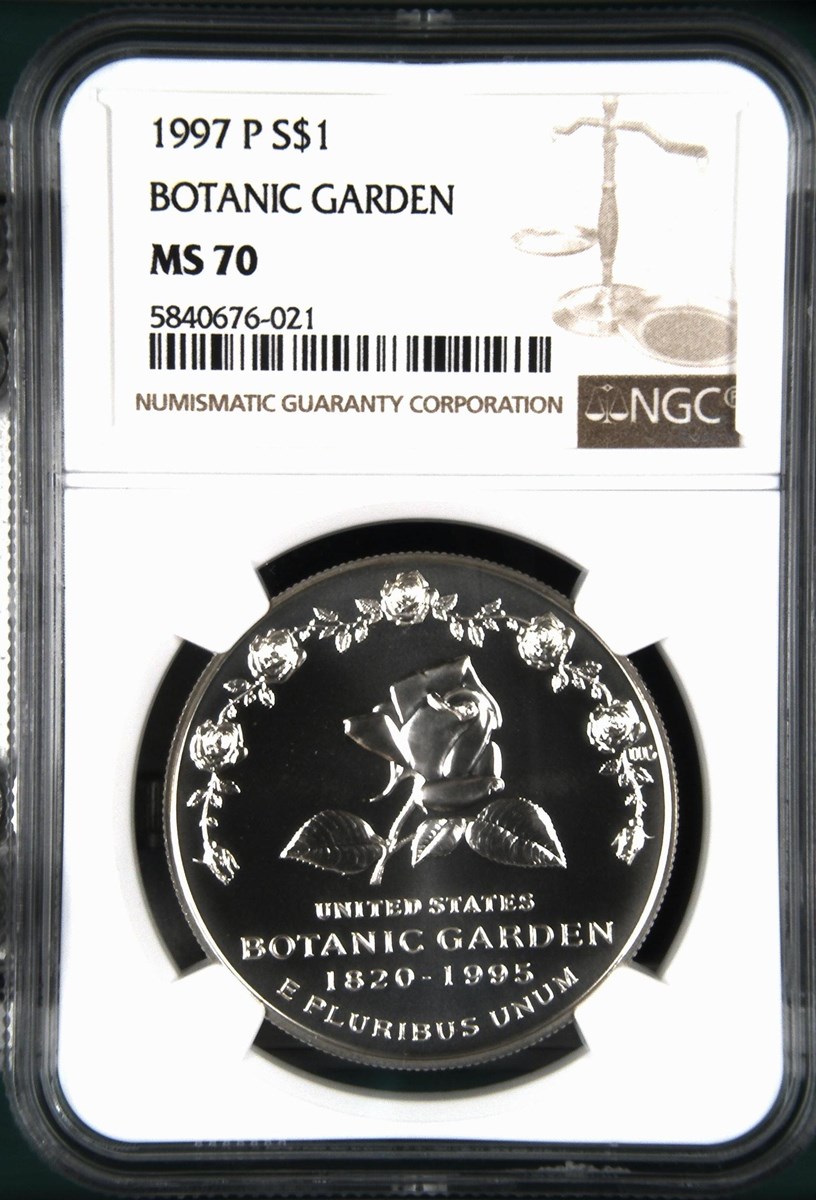 1997 P S$1
BOTANIC GARDEN
MS 70
5840676-021
NUMISMATIC GUARANTY CORPORATION
NGC®
UNITED STATES
BOTANIC GARDEN
1820-1995
E PLURIBUS UNUM